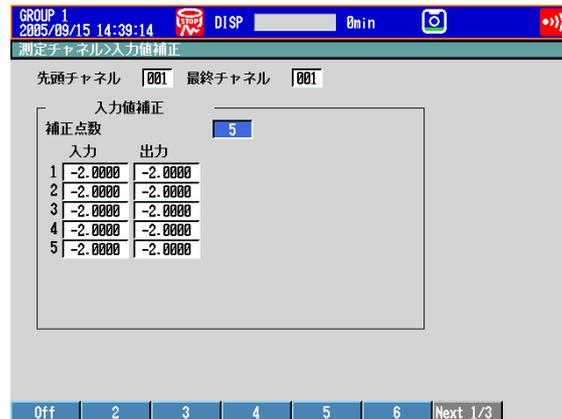 GROUP 1
2005/09/15 14:39:14 STOP DISP 0min
測定チャネル>入力値補正
先頭チャネル 001 最終チャネル 001
入力値補正
補正点数 5
入力 出力
1 -2.0000 -2.0000
2 -2.0000 -2.0000
3 -2.0000 -2.0000
4 -2.0000 -2.0000
5 -2.0000 -2.0000
Off 2 3 4 5 6 Next 1/3